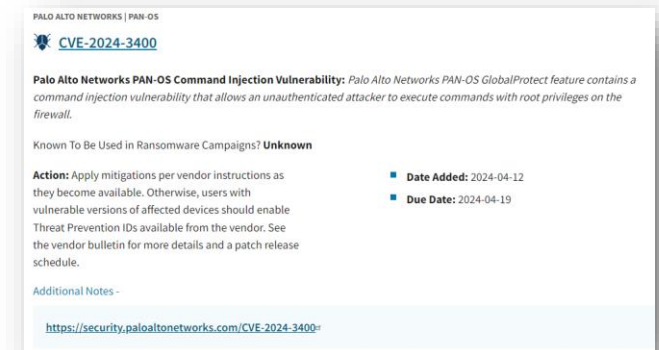 PALO ALTO NETWORKS | PAN-OS
CVE-2024-3400
Palo Alto Networks PAN-OS Command Injection Vulnerability: Palo Alto Networks PAN-OS GlobalProtect feature contains a
command injection vulnerability that allows an unauthenticated attacker to execute commands with root privileges on the
firewall.
Known To Be Used in Ransomware Campaigns? Unknown
Action: Apply mitigations per vendor instructions as
they become available. Otherwise, users with
vulnerable versions of affected devices should enable
Threat Prevention IDs available from the vendor. See
the vendor bulletin for more details and a patch release
schedule.
Date Added: 2024-04-12
Due Date: 2024-04-19
Additional Notes -
https://security.paloaltonetworks.com/CVE-2024-3400